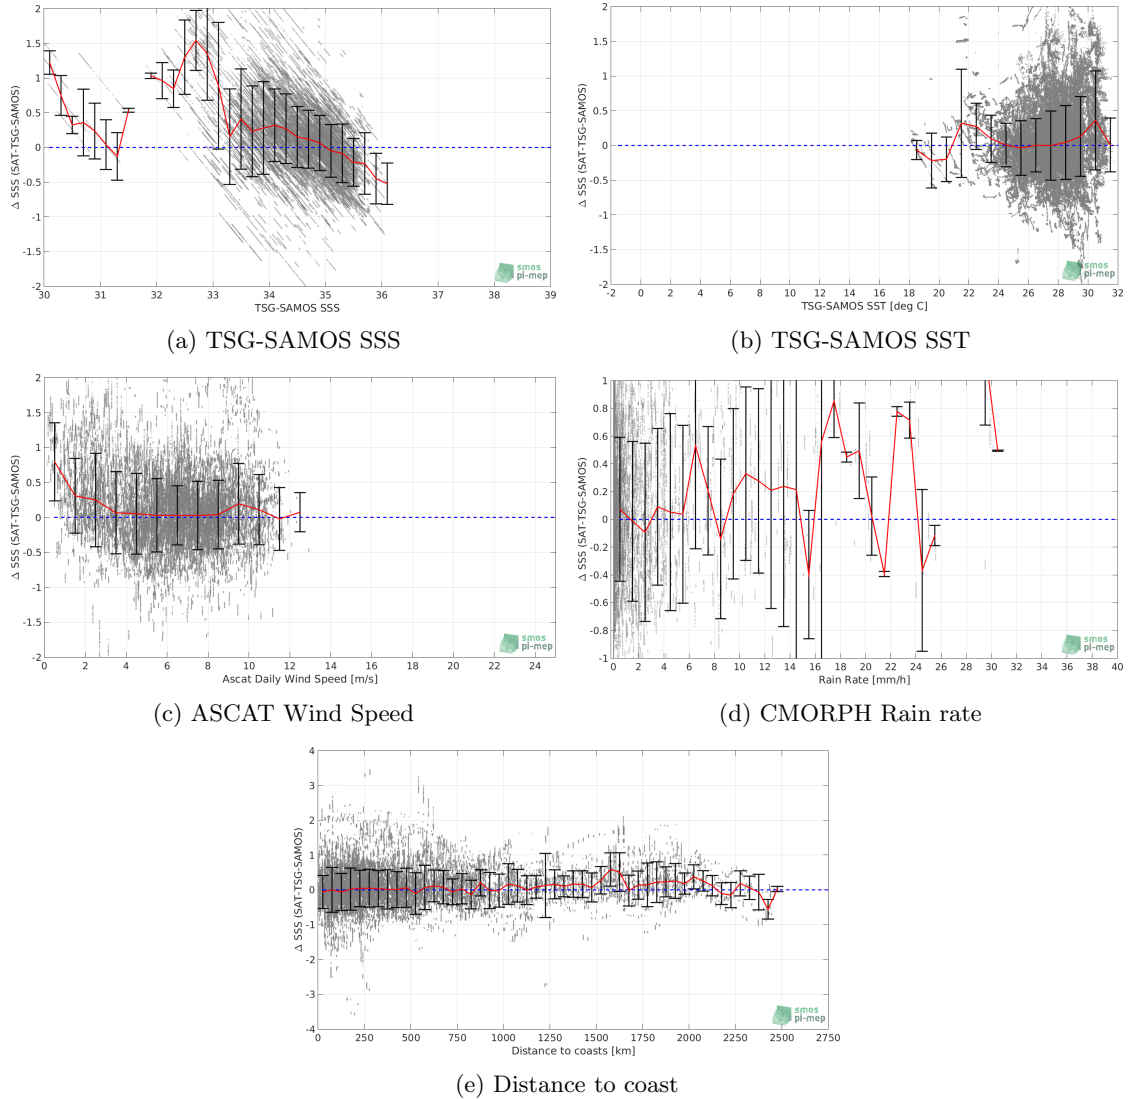 2
1.5
1
0.5
0
-0.5
-1
-1.5
-2
Δ SSS (SAT-TSG-SAMOS)
30 31 32 33 34 35 36 37 38 39
TSG-SAMOS SSS
smos
pi-mep
(a) TSG-SAMOS SSS
2
1.5
1
0.5
0
-0.5
-1
-1.5
-2
Δ SSS (SAT-TSG-SAMOS)
-2 0 2 4 6 8 10 12 14 16 18 20 22 24 26 28 30 32
TSG-SAMOS SST [deg C]
smos
pi-mep
(b) TSG-SAMOS SST
2
1.5
1
0.5
0
-0.5
-1
-1.5
-2
Δ SSS (SAT-TSG-SAMOS)
0 2 4 6 8 10 12 14 16 18 20 22 24
Ascat Daily Wind Speed [m/s]
smos
pi-mep
(c) ASCAT Wind Speed
1
0.8
0.6
0.4
0.2
0
-0.2
-0.4
-0.6
-0.8
-1
Δ SSS (SAT-TSG-SAMOS)
0 2 4 6 8 10 12 14 16 18 20 22 24 26 28 30 32 34 36 38 40
Rain Rate [mm/h]
smos
pi-mep
(d) CMORPH Rain rate
4
3
2
1
0
-1
-2
-3
-4
Δ SSS (SAT-TSG-SAMOS)
0 250 500 750 1000 1250 1500 1750 2000 2250 2500 2750
Distance to coasts [km]
smos
pi-mep
(e) Distance to coast